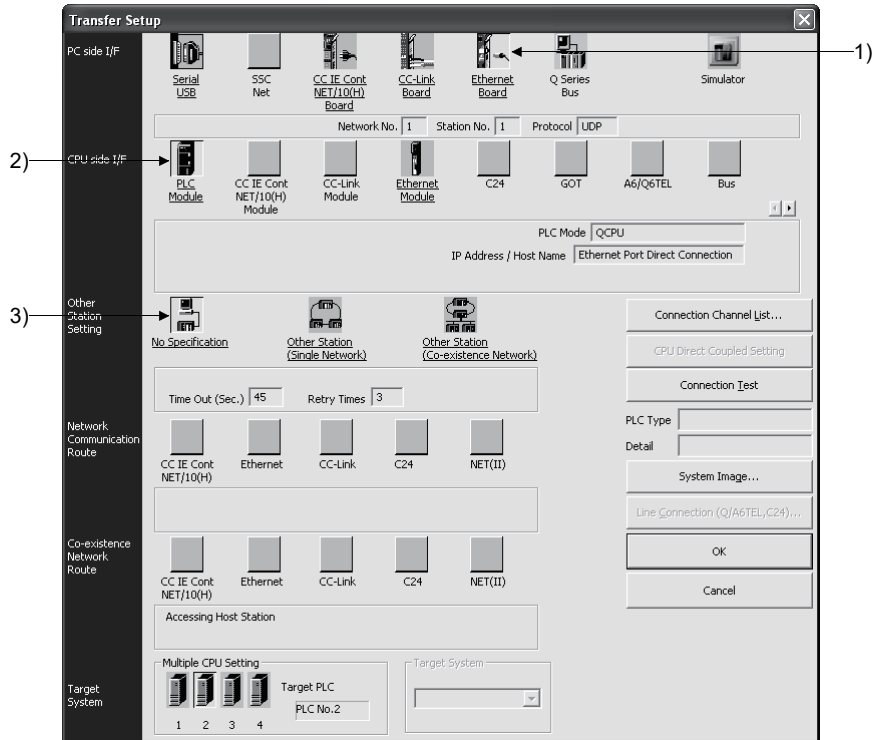 Transfer Setup
PC side I/F
Serial
USB
SSC
Net
CC IE Cont
NET/10(H)
Board
CC-Link
Board
Ethernet
Board
Q Series
Bus
Simulator
1)
Network No. 1 Station No. 1 Protocol UDP
2)
CPU side I/F
PLC
Module
CC IE Cont
NET/10(H)
Module
CC-Link
Module
Ethernet
Module
C24
GOT
A6/Q6TEL
Bus
PLC Mode QCPU
IP Address / Host Name Ethernet Port Direct Connection
3)
Other
Station
Setting
No Specification
Other Station
(Single Network)
Other Station
(Co-existence Network)
Time Out (Sec.) 45 Retry Times 3
Connection Channel List...
CPU Direct Coupled Setting
Connection Test
PLC Type
Detail
System Image...
Line Connection (Q/A6TEL,C24)...
OK
Cancel
Network
Communication
Route
CC IE Cont
NET/10(H)
Ethernet
CC-Link
C24
NET(II)
Co-existence
Network
Route
CC IE Cont
NET/10(H)
Ethernet
CC-Link
C24
NET(II)
Accessing Host Station
Target
System
Multiple CPU Setting
1 2 3 4
Target PLC
PLC No.2
Target System